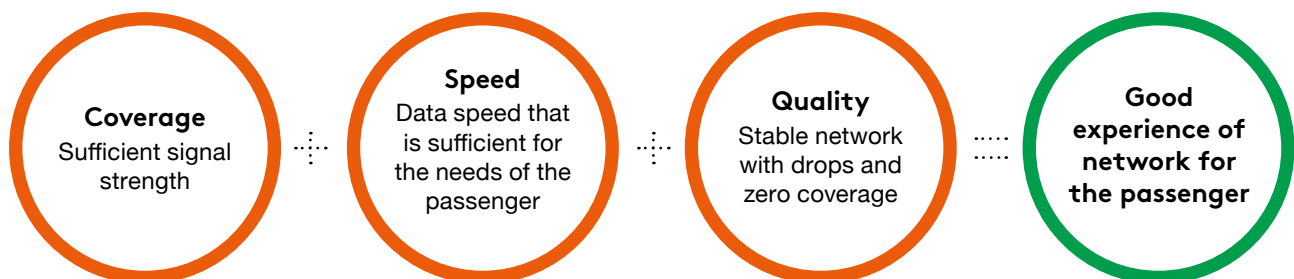 Coverage
Sufficient signal
strength
Speed
Data speed that
is sufficient for
the needs of the
passenger
Quality
Stable network
with drops and
zero coverage
Good
experience of
network for
the passenger